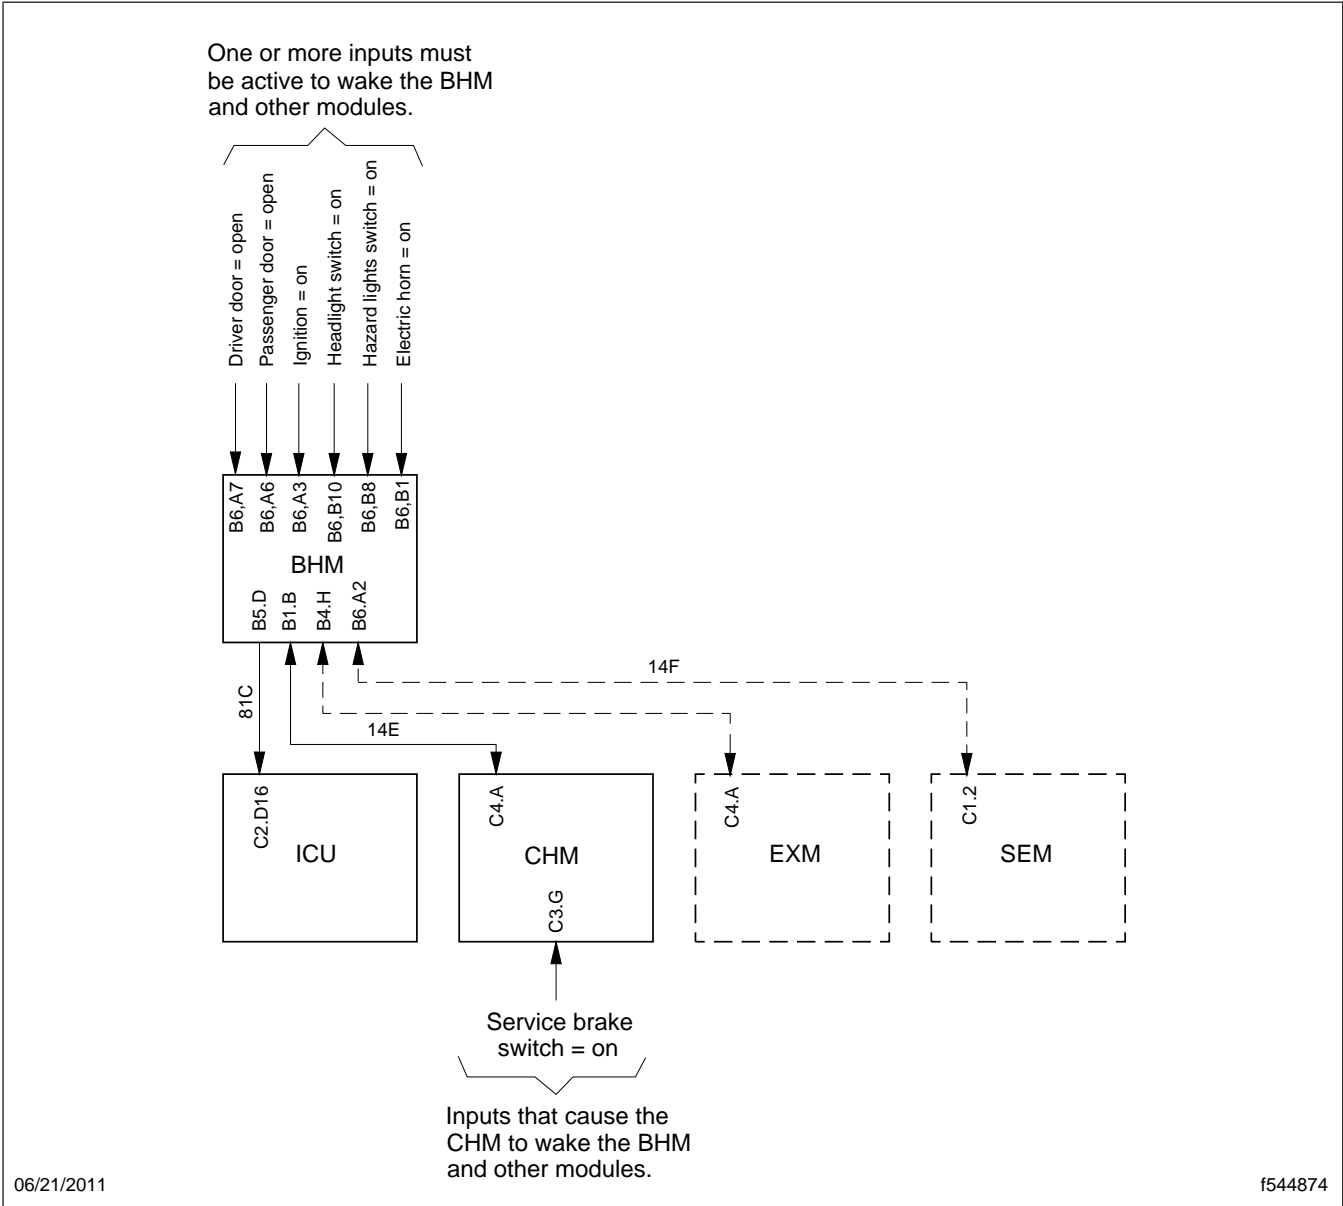 One or more inputs must
be active to wake the BHM
and other modules.
Driver door = open
Passenger door = open
Ignition = on
Headlight switch = on
Hazard lights switch = on
Electric horn = on
B6,A7
B6,A6
B6,A3
B6,B10
B6,B8
B6,B1
BHM
B5.D
B1.B
B4.H
B6.A2
14F
81C
14E
C2.D16
ICU
C4.A
CHM
C3.G
C4.A
EXM
C1.2
SEM
Service brake
switch = on
Inputs that cause the
CHM to wake the BHM
and other modules.
06/21/2011
f544874